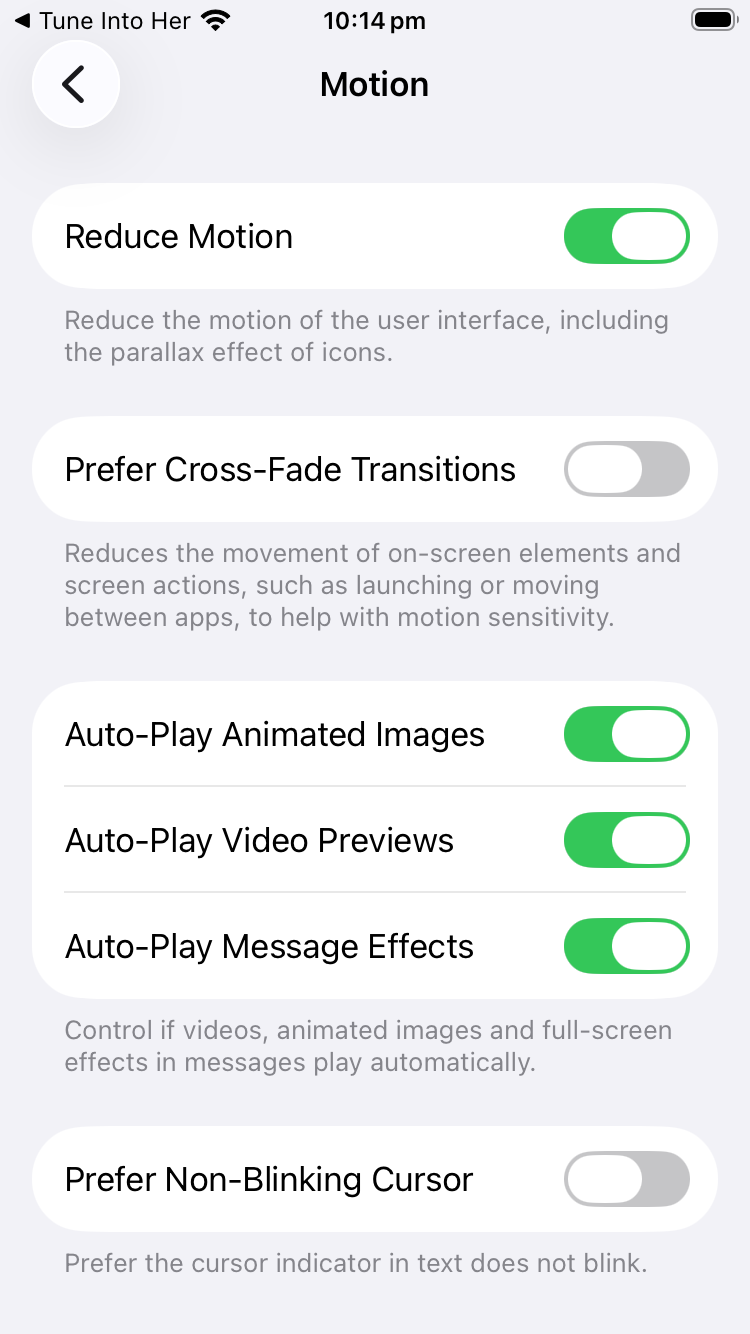 ◀ Tune Into Her 10:14 pm
Motion
Reduce Motion
Reduce the motion of the user interface, including
the parallax effect of icons.
Prefer Cross-Fade Transitions
Reduces the movement of on-screen elements and
screen actions, such as launching or moving
between apps, to help with motion sensitivity.
Auto-Play Animated Images
Auto-Play Video Previews
Auto-Play Message Effects
Control if videos, animated images and full-screen
effects in messages play automatically.
Prefer Non-Blinking Cursor
Prefer the cursor indicator in text does not blink.